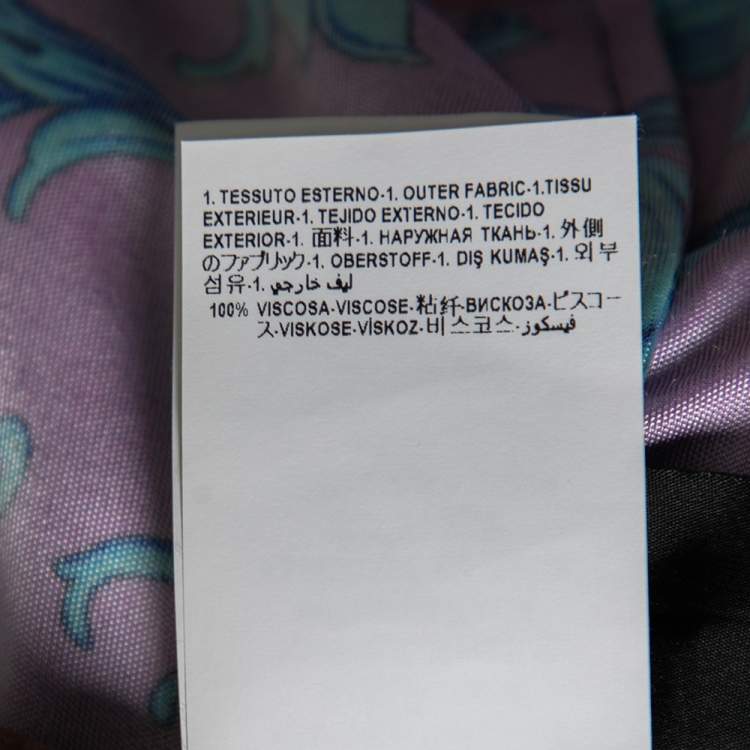 1. TESSUTO ESTERNO-1. OUTER FABRIC-1.TISSU
EXTERIEUR-1. TEJIDO EXTERNO-1. TECIDO
EXTERIOR-1. 面料-1. НАРУЖНАЯ ТКАНЬ-1. 外側
のファブリック-1. OBERSTOFF-1. DIŞ KUMAŞ-1. 외부
섬유-1. ليف خارجي
100% VISCOSA-VISCOSE-粘纤-ВИСКОЗА-ビスコー
ス-VISKOSE-VİSKOZ-비스코스-فيسكوز